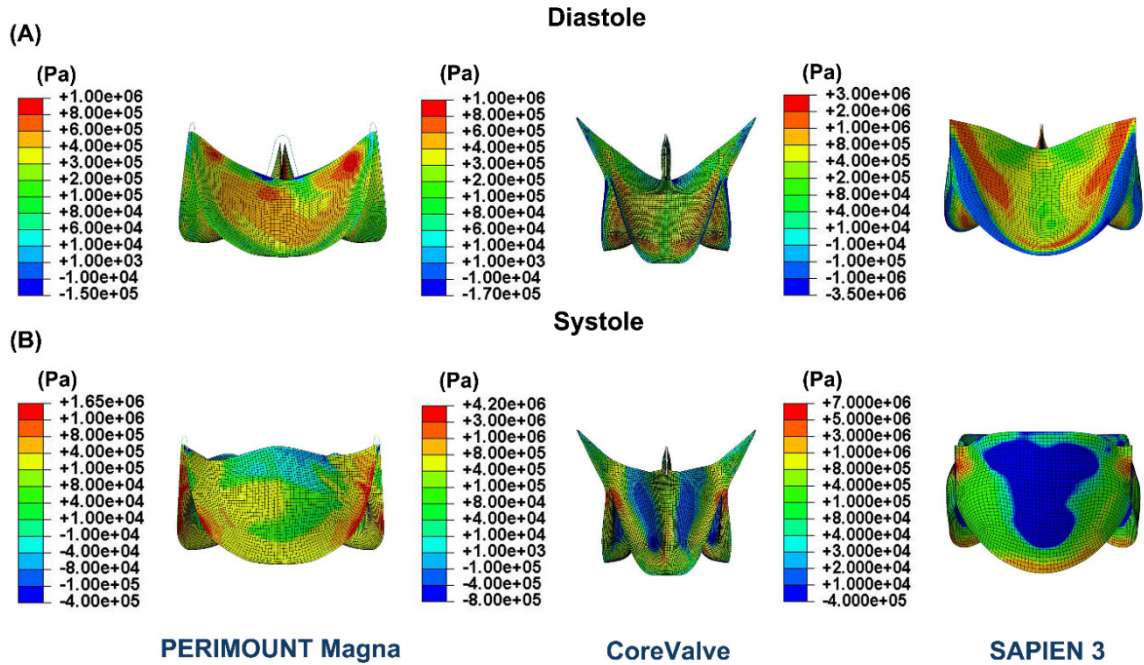 Diastole
(A)
(Pa) (Pa) (Pa)
+1.00e+06 +1.00e+06 +3.00e+06
+8.00e+05 +8.00e+05 +2.00e+06
+6.00e+05 +6.00e+05 +1.00e+06
+4.00e+05 +4.00e+05 +8.00e+05
+3.00e+05 +3.00e+05 +4.00e+05
+2.00e+05 +2.00e+05 +1.00e+05
+1.00e+05 +1.00e+05 +8.00e+04
+8.00e+04 +8.00e+04 +4.00e+04
+6.00e+04 +6.00e+04 +1.00e+04
+1.00e+04 +1.00e+04 -1.00e+04
+1.00e+03 +1.00e+03 -1.00e+05
-1.00e+04 -1.00e+04 -1.00e+06
-1.50e+05 -1.70e+05 -3.50e+06
Systole
(B)
(Pa) (Pa) (Pa)
+1.65e+06 +4.20e+06 +7.000e+06
+1.00e+06 +3.00e+06 +5.000e+06
+8.00e+05 +1.00e+06 +3.000e+06
+4.00e+05 +8.00e+05 +1.000e+06
+1.00e+05 +4.00e+05 +8.000e+05
+8.00e+04 +1.00e+05 +4.000e+05
+4.00e+04 +8.00e+04 +1.000e+05
+1.00e+04 +4.00e+04 +8.000e+04
-1.00e+04 +1.00e+04 +4.000e+04
-4.00e+04 +1.00e+03 +3.000e+04
-8.00e+04 -1.00e+05 +2.000e+04
-1.00e+05 -4.00e+05 +1.000e+04
-4.00e+05 -8.00e+05 -4.000e+05
PERIMOUNT Magna CoreValve SAPIEN 3